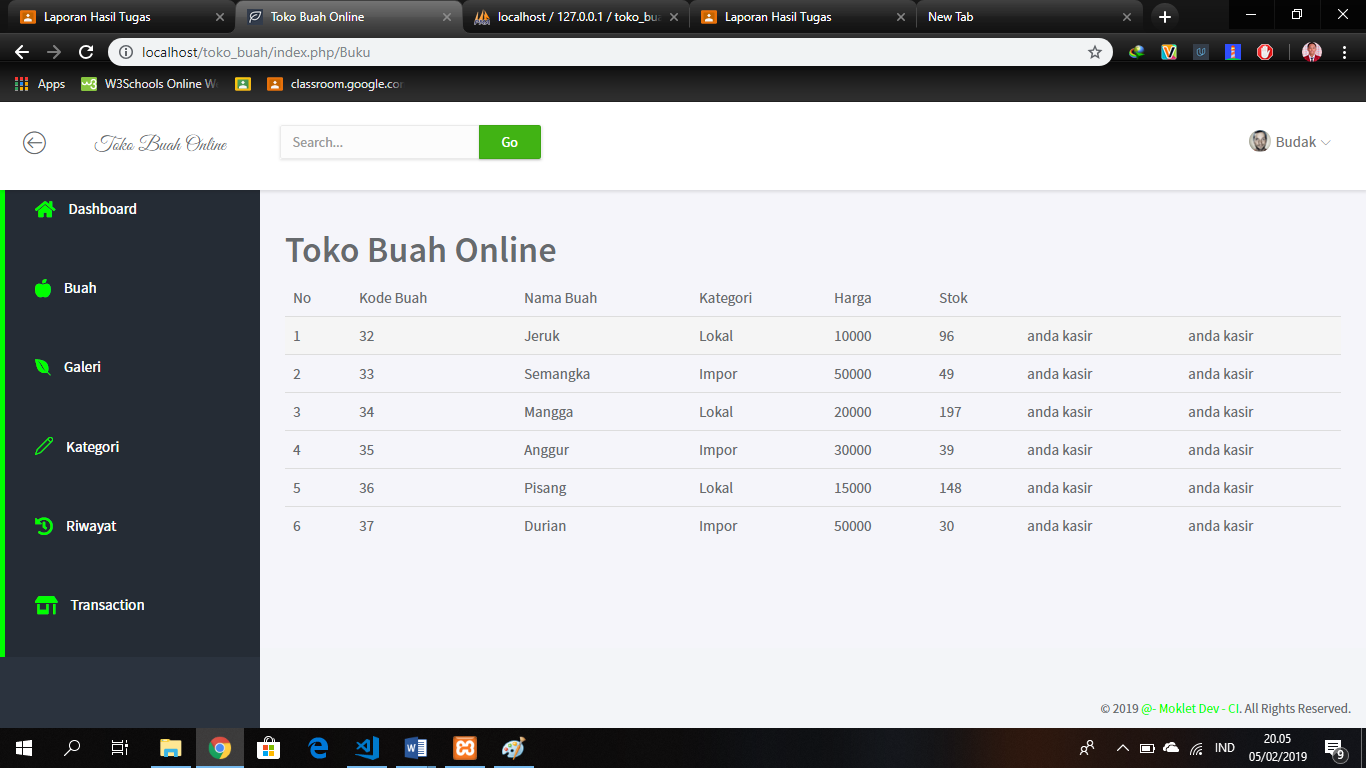 Laporan Hasil Tugas
Toko Buah Online
localhost / 127.0.0.1 / toko_bua
Laporan Hasil Tugas
New Tab
localhost/toko_buah/index.php/Buku
Apps
W3Schools Online We
classroom.google.com
Toko Buah Online
Search...
Go
Budak
Dashboard
Buah
Galeri
Kategori
Riwayat
Transaction
Toko Buah Online
No Kode Buah Nama Buah Kategori Harga Stok
1 32 Jeruk Lokal 10000 96 anda kasir anda kasir
2 33 Semangka Impor 50000 49 anda kasir anda kasir
3 34 Mangga Lokal 20000 197 anda kasir anda kasir
4 35 Anggur Impor 30000 39 anda kasir anda kasir
5 36 Pisang Lokal 15000 148 anda kasir anda kasir
6 37 Durian Impor 50000 30 anda kasir anda kasir
© 2019 @- Moklet Dev - CI. All Rights Reserved.
IND
20.05
05/02/2019
9